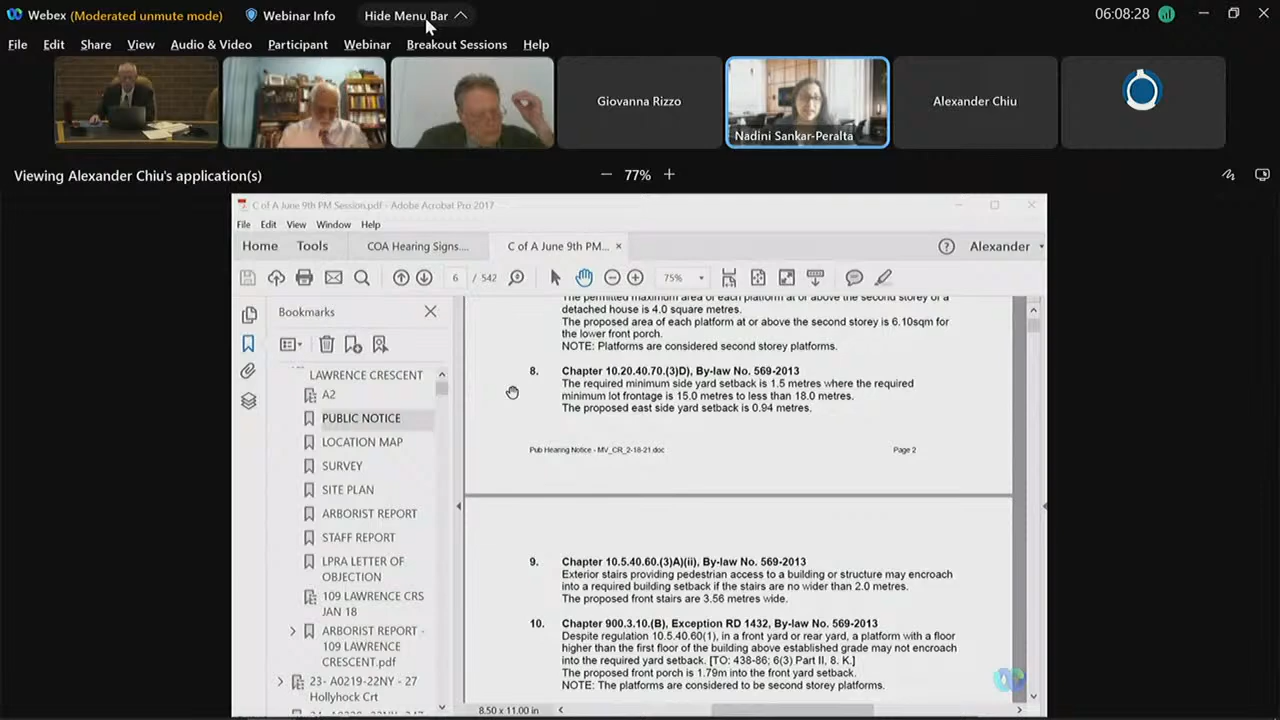 Webex (Moderated unmute mode) Webinar Info Hide Menu Bar 06:08:28
File Edit Share View Audio & Video Participant Webinar Breakout Sessions Help
Giovanna Rizzo
Nadini Sankar-Peralta
Alexander Chiu
Viewing Alexander Chiu's application(s)
77%
C of A June 9th PM Session.pdf - Adobe Acrobat Pro 2017
File Edit View Window Help
Home Tools COA Hearing Signs.... C of A June 9th PM... × Alexander
6 / 542 75%
Bookmarks
LAWRENCE CRESCENT
A2
PUBLIC NOTICE
LOCATION MAP
SURVEY
SITE PLAN
ARBORIST REPORT
STAFF REPORT
LPRA LETTER OF
OBJECTION
109 LAWRENCE CRS
JAN 18
ARBORIST REPORT -
109 LAWRENCE
CRESCENT.pdf
23- A0219-22NY - 27
Hollyhock Crt
The permitted maximum area of each platform at or above the second storey of a
detached house is 4.0 square metres.
The proposed area of each platform at or above the second storey is 6.10sqm for
the lower front porch.
NOTE: Platforms are considered second storey platforms.
8. Chapter 10.20.40.70.(3)D), By-law No. 569-2013
The required minimum side yard setback is 1.5 metres where the required
minimum lot frontage is 15.0 metres to less than 18.0 metres.
The proposed east side yard setback is 0.94 metres.
Pub Hearing Notice - MV_CR_2-18-21.doc Page 2
9. Chapter 10.5.40.60.(3)A)(ii), By-law No. 569-2013
Exterior stairs providing pedestrian access to a building or structure may encroach
into a required building setback if the stairs are no wider than 2.0 metres.
The proposed front stairs are 3.56 metres wide.
10. Chapter 900.3.10.(B), Exception RD 1432, By-law No. 569-2013
Despite regulation 10.5.40.60(1), in a front yard or rear yard, a platform with a floor
higher than the first floor of the building above established grade may not encroach
into the required yard setback. [TO: 438-86; 6(3) Part II, 8. K.]
The proposed front porch is 1.79m into the front yard setback.
NOTE: The platforms are considered to be second storey platforms.
8.50 x 11.00 in